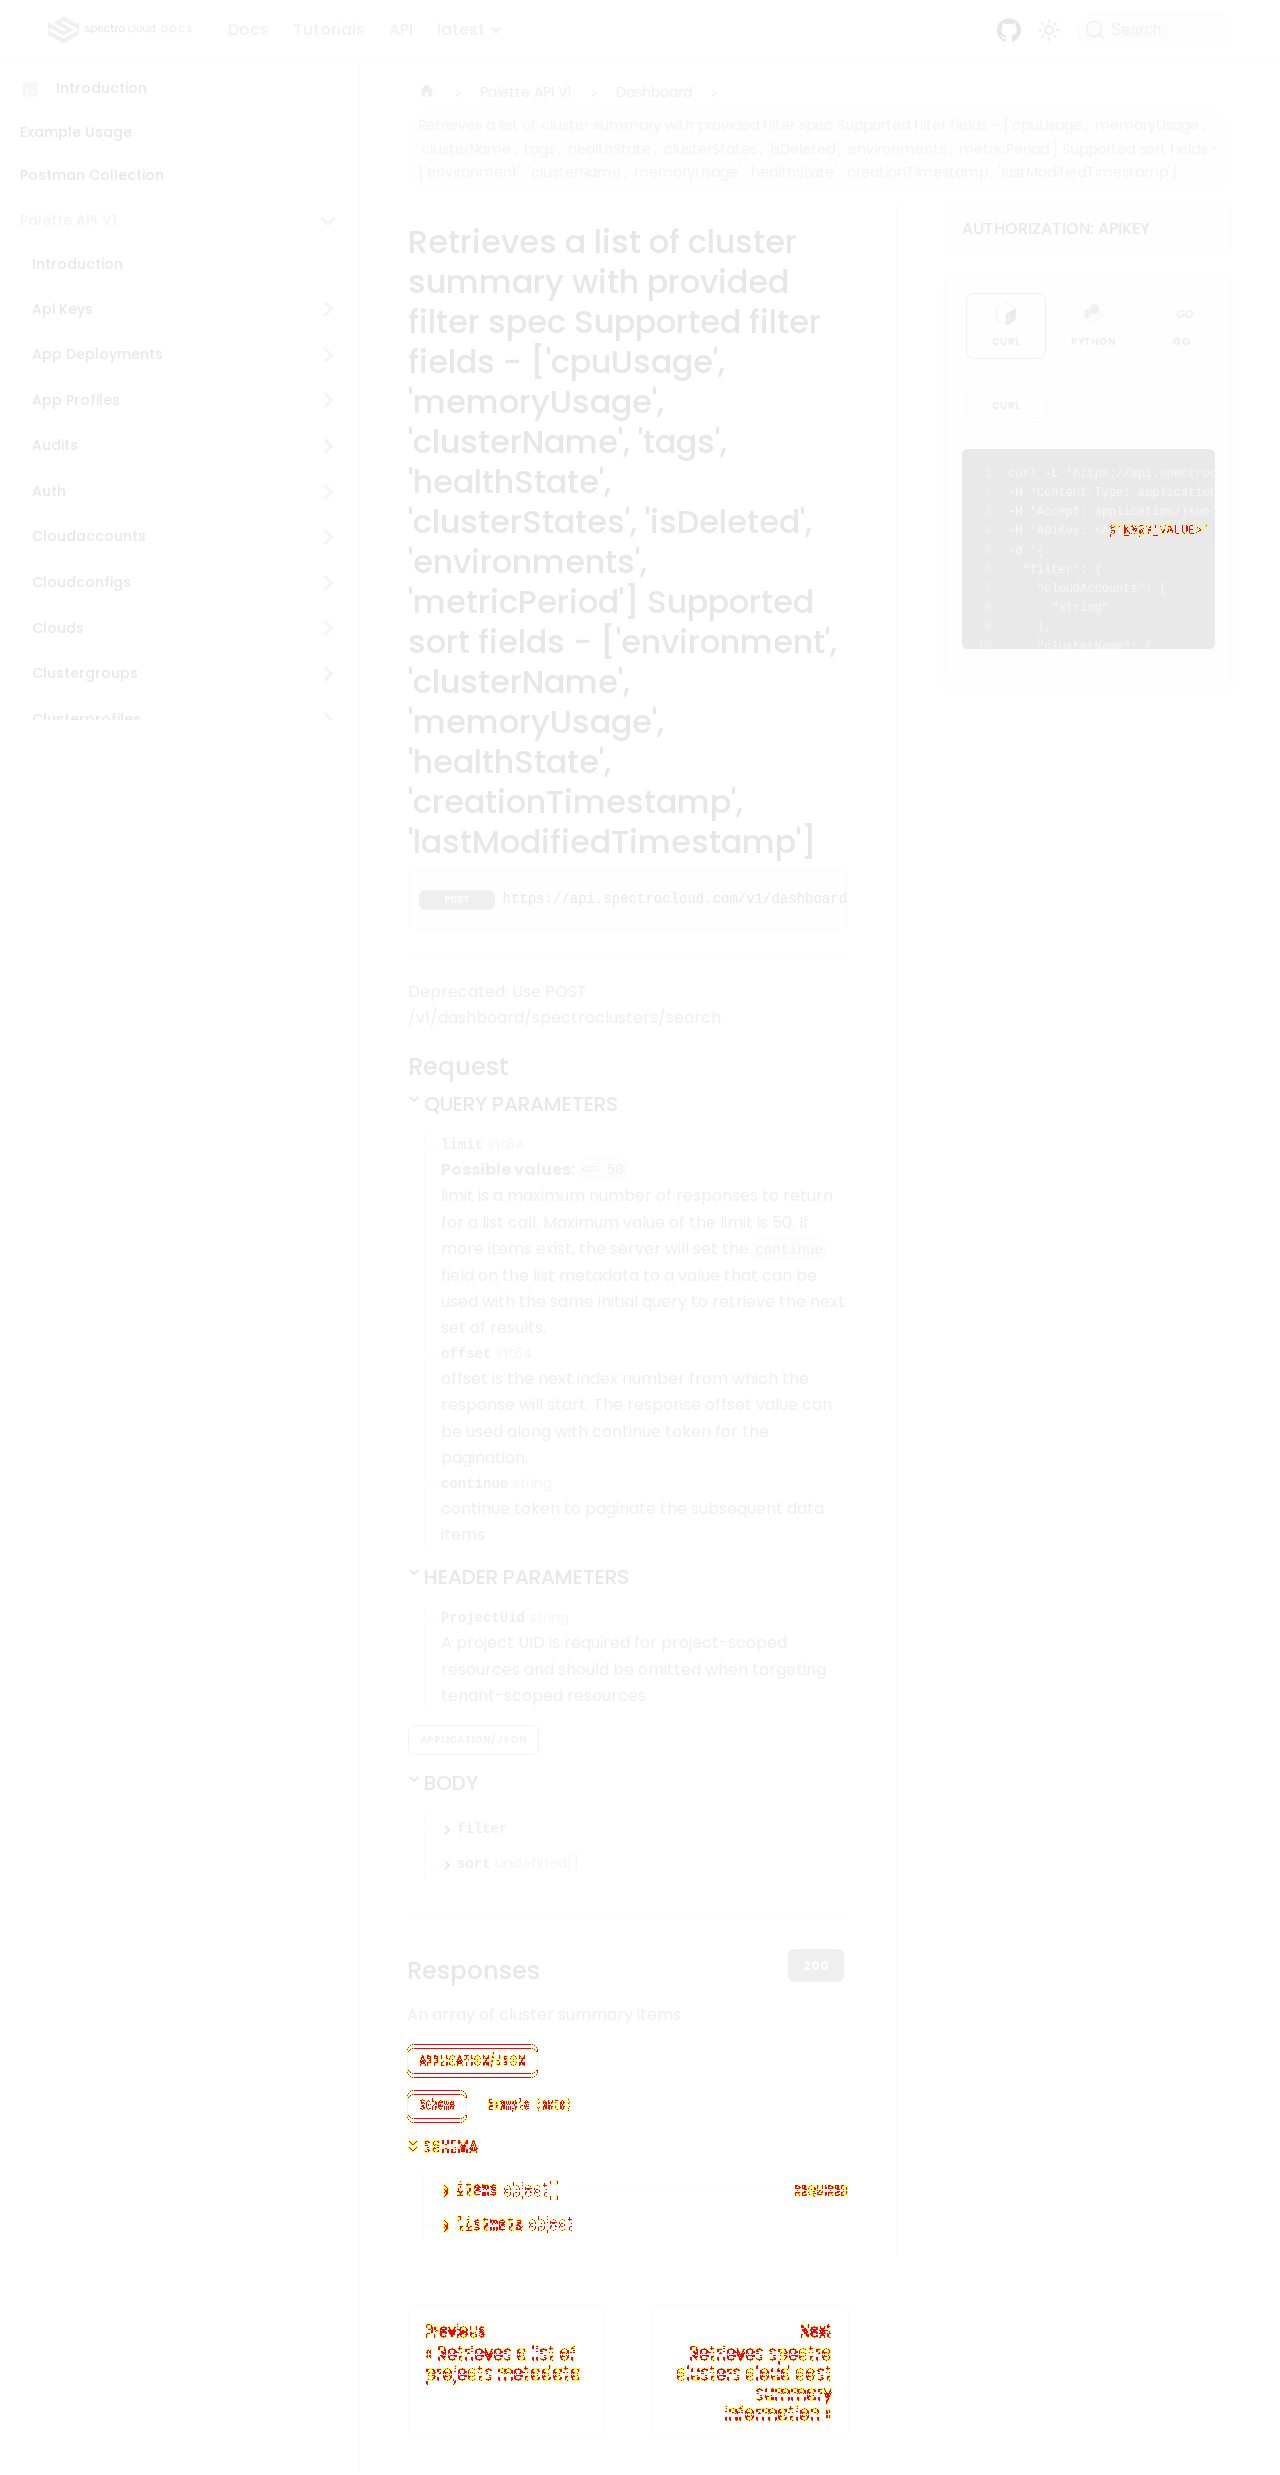 spectro cloud DOCS
Docs
Tutorials
API
latest
Search
Introduction
Example Usage
Postman Collection
Palette API V1
Introduction
Api Keys
App Deployments
App Profiles
Audits
Auth
Cloudaccounts
Cloudconfigs
Clouds
Clustergroups
Clusterprofiles
Palette API V1
Dashboard
Retrieves a list of cluster summary with provided filter spec Supported filter fields - ['cpuUsage', 'memoryUsage',
'clusterName', 'tags', 'healthState', 'clusterStates', 'isDeleted', 'environments', 'metricPeriod'] Supported sort fields -
['environment', 'clusterName', 'memoryUsage', 'healthState', 'creationTimestamp', 'lastModifiedTimestamp']
Retrieves a list of cluster
summary with provided
filter spec Supported filter
fields - ['cpuUsage',
'memoryUsage',
'clusterName', 'tags',
'healthState',
'clusterStates', 'isDeleted',
'environments',
'metricPeriod'] Supported
sort fields - ['environment',
'clusterName',
'memoryUsage',
'healthState',
'creationTimestamp',
'lastModifiedTimestamp']
POST https://api.spectrocloud.com/v1/dashboard
Deprecated: Use POST
/v1/dashboard/spectroclusters/search
Request
QUERY PARAMETERS
limit int64
Possible values: <= 50
limit is a maximum number of responses to return
for a list call. Maximum value of the limit is 50. If
more items exist, the server will set the continue
field on the list metadata to a value that can be
used with the same initial query to retrieve the next
set of results.
offset int64
offset is the next index number from which the
response will start. The response offset value can
be used along with continue token for the
pagination.
continue string
continue token to paginate the subsequent data
items
HEADER PARAMETERS
ProjectUid string
A project UID is required for project-scoped
resources and should be omitted when targeting
tenant-scoped resources
APPLICATION/JSON
BODY
filter
sort undefined[]
Responses
200
An array of cluster summary items
APPLICATION/JSON
Schema
Example (auto)
SCHEMA
items object[] REQUIRED
listmeta object
Previous
« Retrieves a list of
projects metadata
Next
Retrieves spectro
clusters cloud cost
summary
information »
AUTHORIZATION: APIKEY
CURL
PYTHON
GO
CURL
1 curl -L 'https://api.spectroc
2 -H 'Content-Type: application
3 -H 'Accept: application/json'
4 -H 'ApiKey: <A
5 -d '{
6 "filter": {
7 "cloudAccounts": [
8 "string"
9 ],
10 "clusterName": {